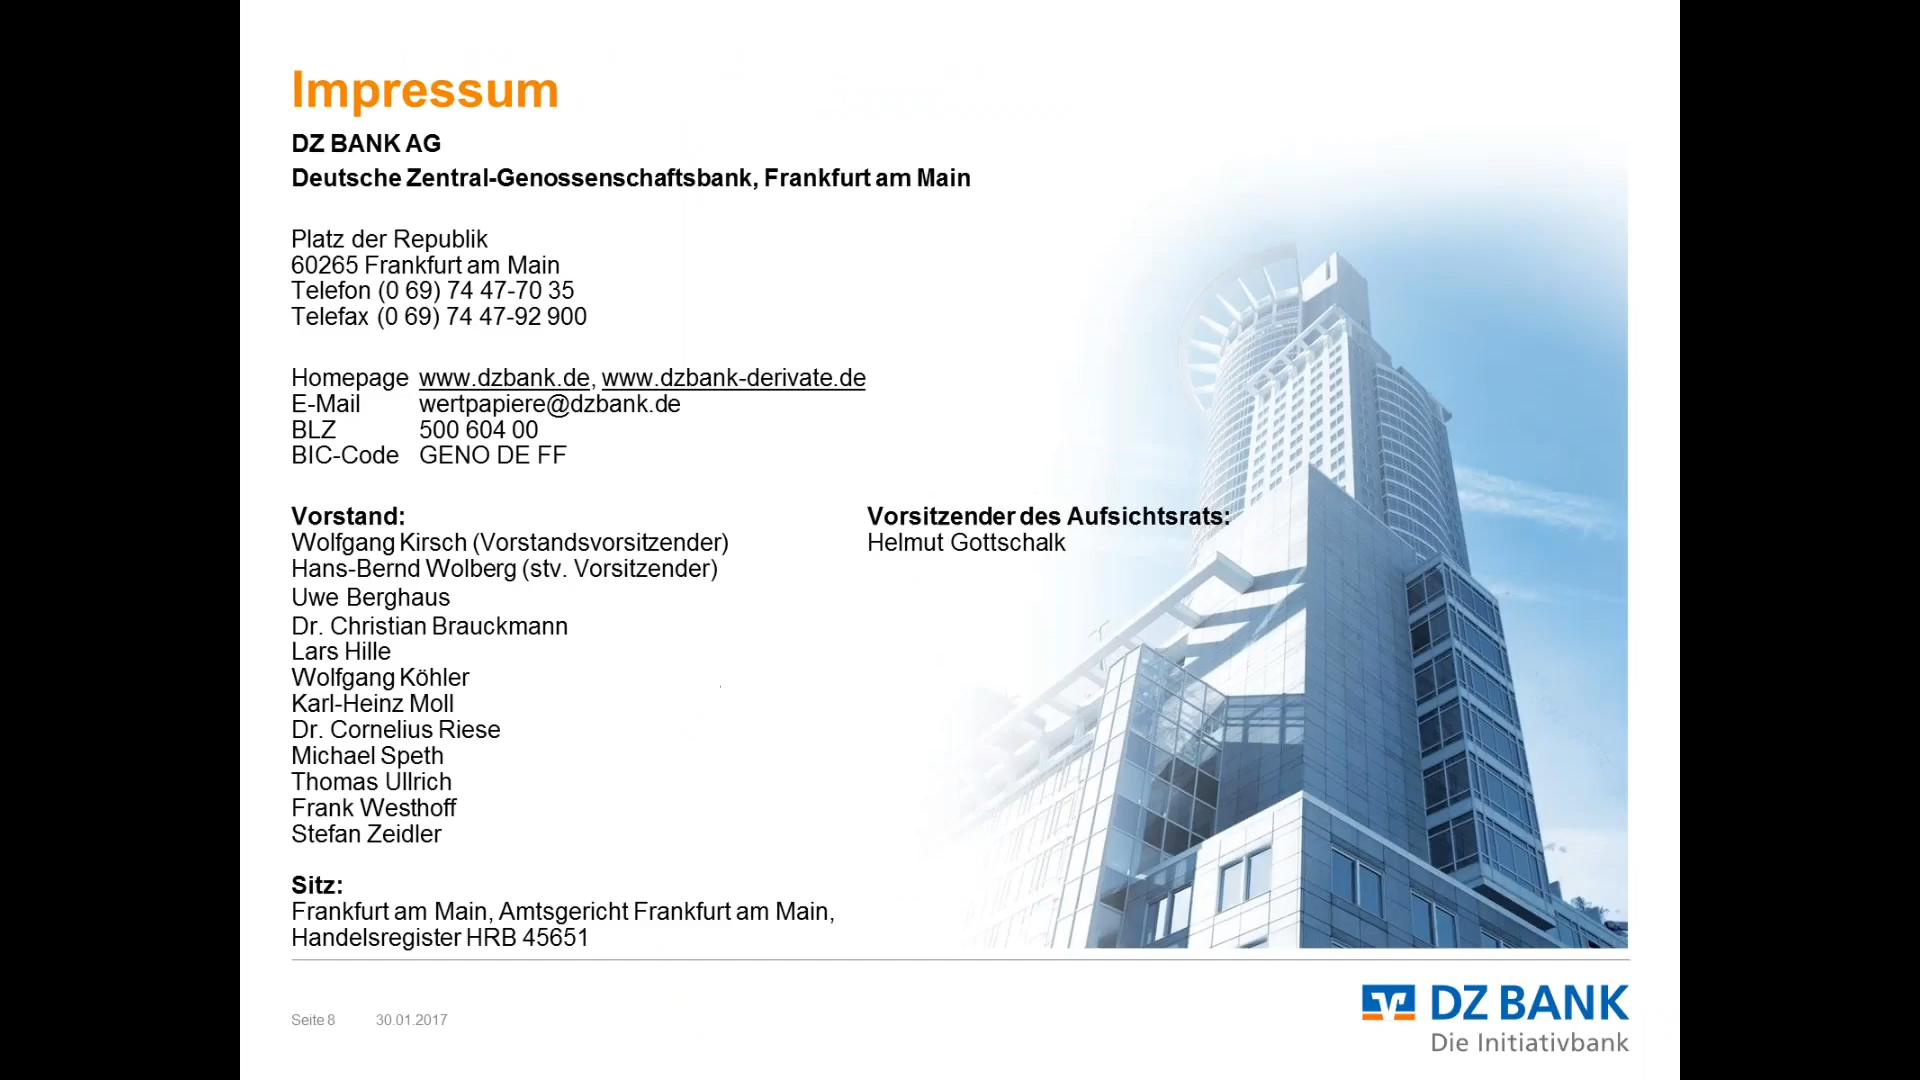 Impressum
DZ BANK AG
Deutsche Zentral-Genossenschaftsbank, Frankfurt am Main
Platz der Republik
60265 Frankfurt am Main
Telefon (0 69) 74 47-70 35
Telefax (0 69) 74 47-92 900
Homepage www.dzbank.de, www.dzbank-derivate.de
E-Mail wertpapiere@dzbank.de
BLZ 500 604 00
BIC-Code GENO DE FF
Vorstand:
Wolfgang Kirsch (Vorstandsvorsitzender)
Hans-Bernd Wolberg (stv. Vorsitzender)
Uwe Berghaus
Dr. Christian Brauckmann
Lars Hille
Wolfgang Köhler
Karl-Heinz Moll
Dr. Cornelius Riese
Michael Speth
Thomas Ullrich
Frank Westhoff
Stefan Zeidler
Vorsitzender des Aufsichtsrats:
Helmut Gottschalk
Sitz:
Frankfurt am Main, Amtsgericht Frankfurt am Main,
Handelsregister HRB 45651
Seite 8 30.01.2017
DZ BANK
Die Initiativbank